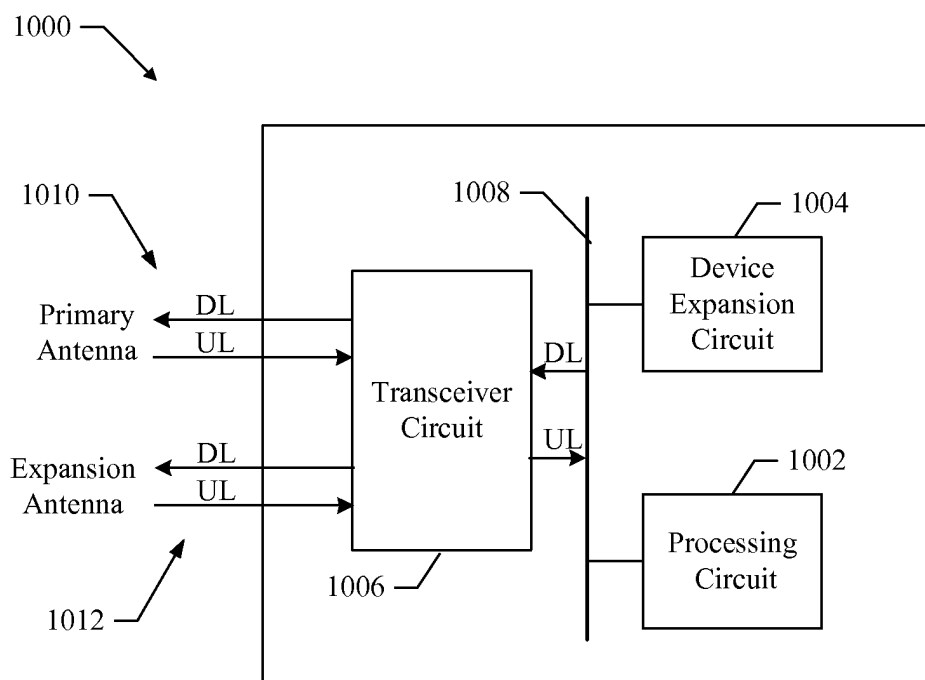 1000
1010
1008
1004
Device
Expansion
Circuit
Primary
Antenna
DL
UL
Transceiver
Circuit
DL
UL
Expansion
Antenna
DL
UL
1002
Processing
Circuit
1006
1012